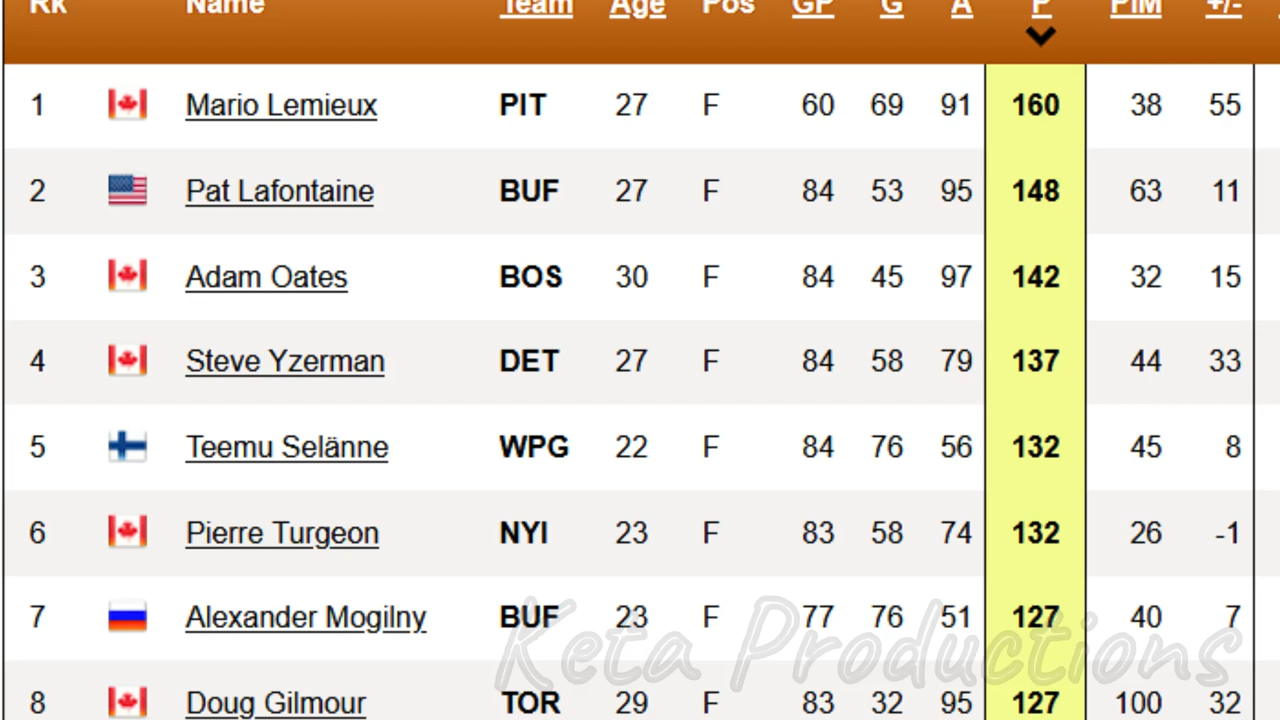 Rk Name Team Age Pos GP G A P PIM +/-
1 Mario Lemieux PIT 27 F 60 69 91 160 38 55
2 Pat Lafontaine BUF 27 F 84 53 95 148 63 11
3 Adam Oates BOS 30 F 84 45 97 142 32 15
4 Steve Yzerman DET 27 F 84 58 79 137 44 33
5 Teemu Selänne WPG 22 F 84 76 56 132 45 8
6 Pierre Turgeon NYI 23 F 83 58 74 132 26 -1
7 Alexander Mogilny BUF 23 F 77 76 51 127 40 7
Keta Productions
8 Doug Gilmour TOR 29 F 83 32 95 127 100 32